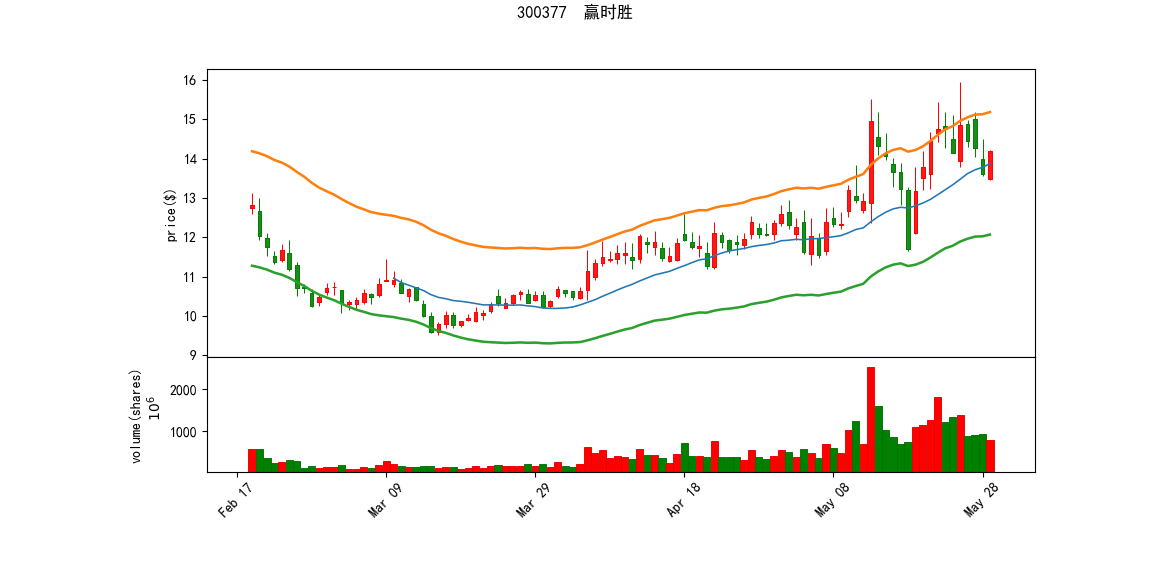 300377 赢时胜
16
15
14
13
12
11
10
9
price($)
2000
1000
volume(shares)
10^6
Feb 17
Mar 09
Mar 29
Apr 18
May 08
May 28